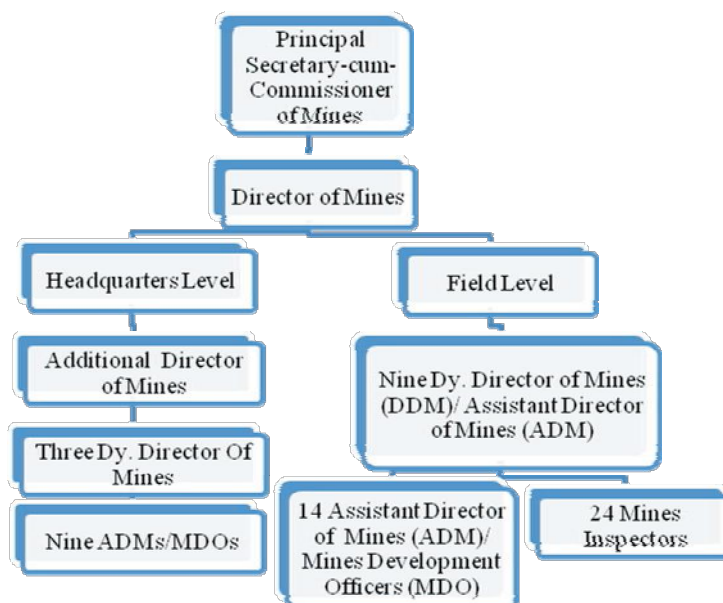 Principal
Secretary-cum-
Commissioner
of Mines
Director of Mines
Headquarters Level
Field Level
Additional Director
of Mines
Nine Dy. Director of Mines
(DDM)/ Assistant Director
of Mines (ADM)
Three Dy. Director Of
Mines
Nine ADMs/MDOs
14 Assistant Director
of Mines (ADM)/
Mines Development
Officers (MDO)
24 Mines
Inspectors